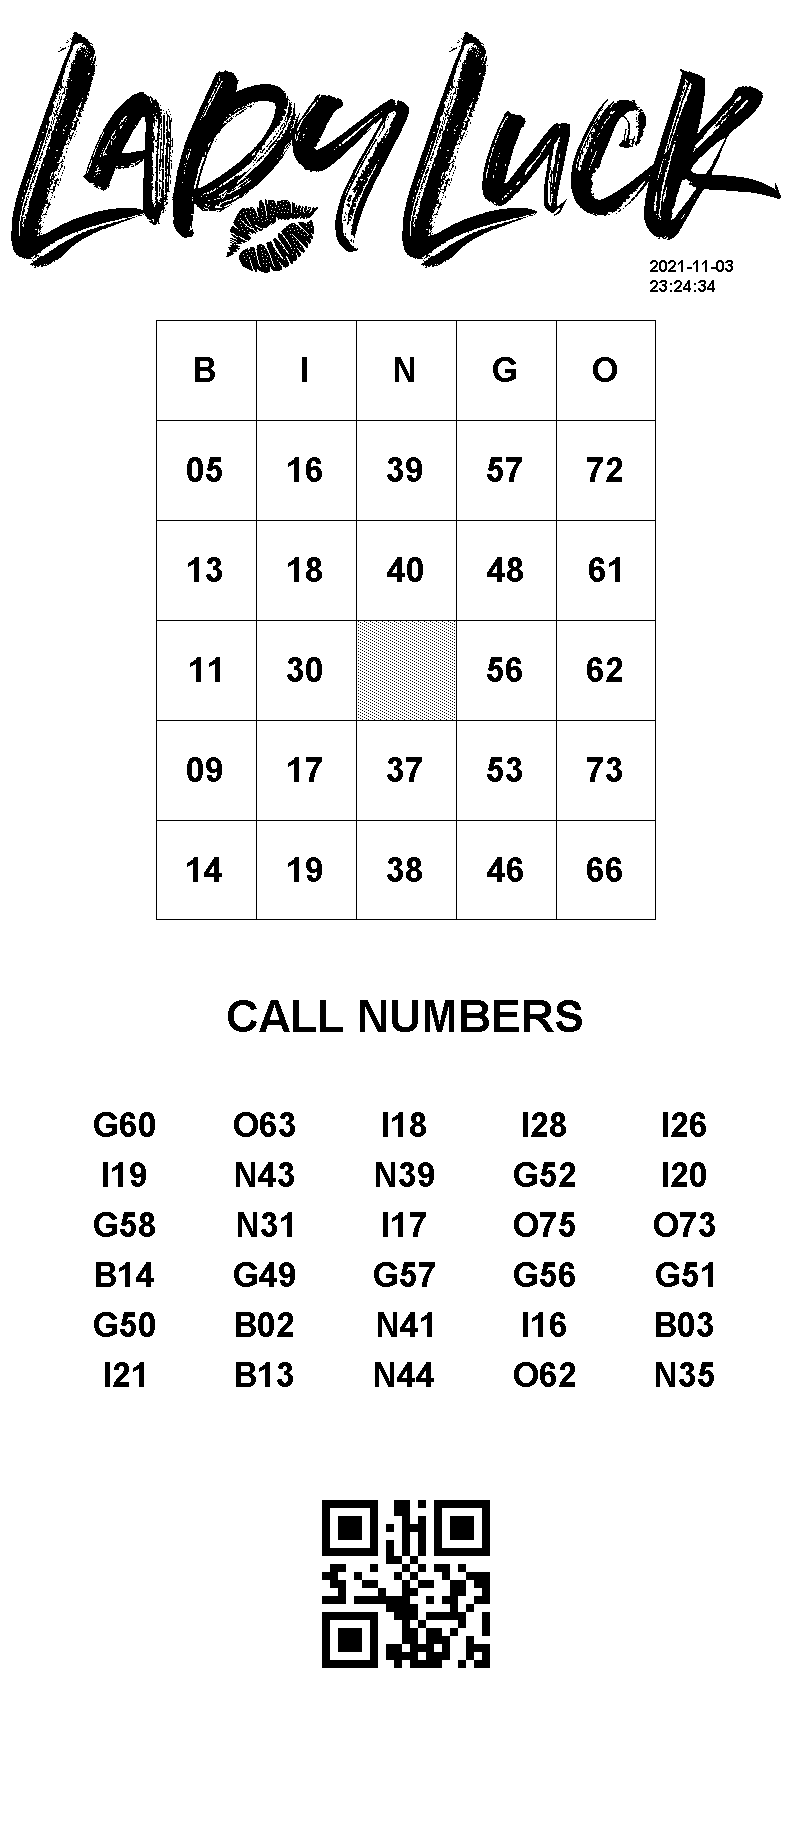 LADY LUCK
2021-11-03
23:24:34
B I N G O
05 16 39 57 72
13 18 40 48 61
11 30 56 62
09 17 37 53 73
14 19 38 46 66
CALL NUMBERS
G60 O63 I18 I28 I26
I19 N43 N39 G52 I20
G58 N31 I17 O75 O73
B14 G49 G57 G56 G51
G50 B02 N41 I16 B03
I21 B13 N44 O62 N35